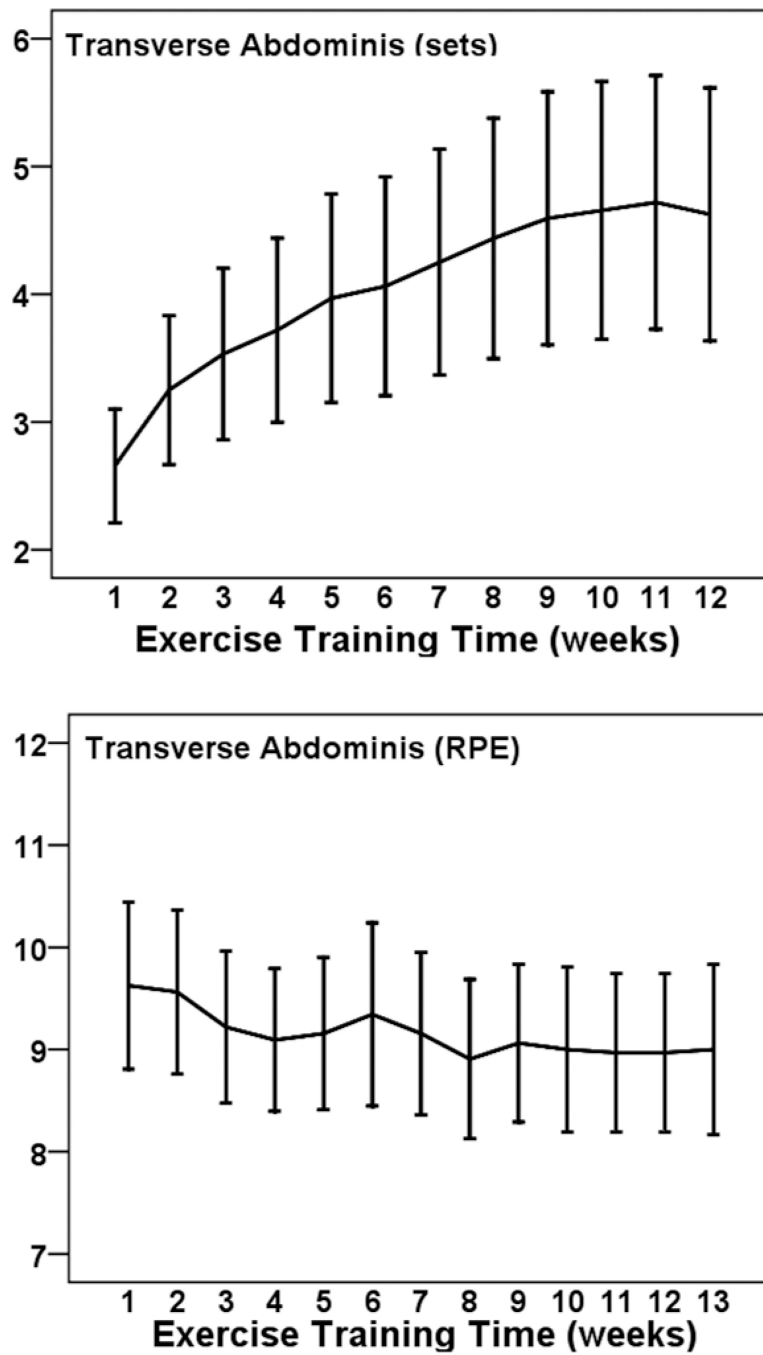 Transverse Abdominis (sets)
6
5
4
3
2
1 2 3 4 5 6 7 8 9 10 11 12
Exercise Training Time (weeks)
Transverse Abdominis (RPE)
12
11
10
9
8
7
1 2 3 4 5 6 7 8 9 10 11 12 13
Exercise Training Time (weeks)